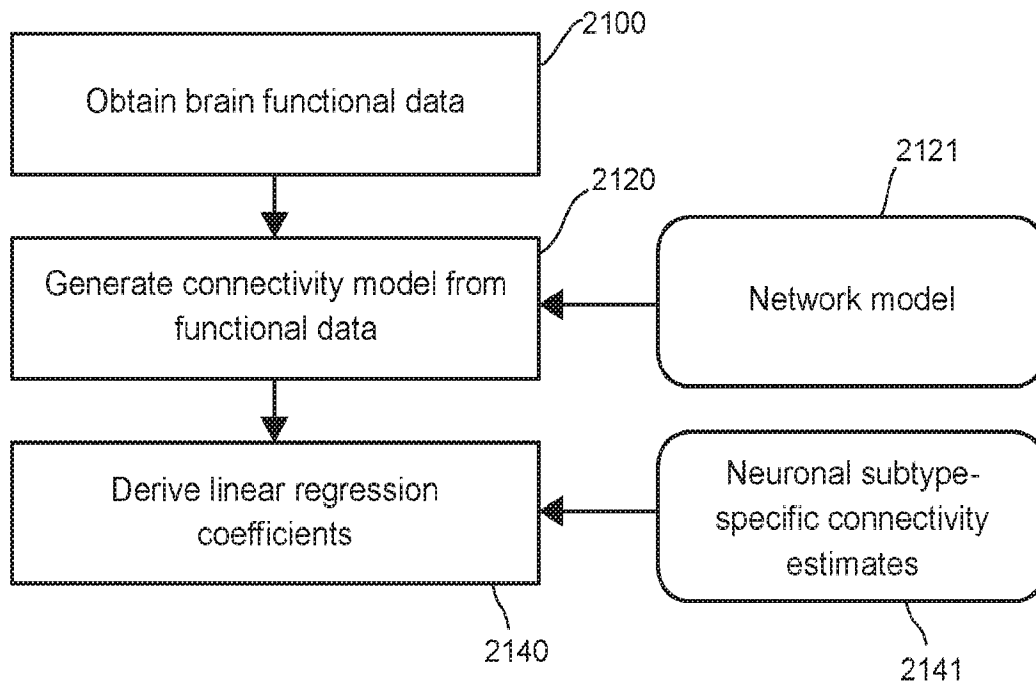 2100
Obtain brain functional data
2120
2121
Generate connectivity model from
functional data
Network model
Derive linear regression
coefficients
Neuronal subtype-
specific connectivity
estimates
2140
2141